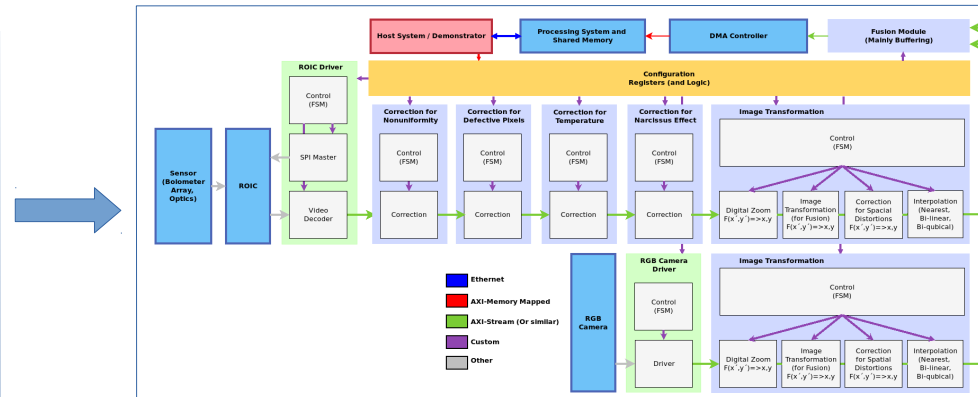 Host System / Demonstrator
Processing System and
Shared Memory
DMA Controller
Fusion Module
(Mainly Buffering)
Configuration
Registers (and Logic)
ROIC Driver
Control
(FSM)
SPI Master
Video
Decoder
Sensor
(Bolometer
Array,
Optics)
ROIC
Correction for
Nonuniformity
Control
(FSM)
Correction
Correction for
Defective Pixels
Control
(FSM)
Correction
Correction for
Temperature
Control
(FSM)
Correction
Correction for
Narcissus Effect
Control
(FSM)
Correction
Image Transformation
Control
(FSM)
Digital Zoom
F(x´,y´)=>x,y
Image
Transformation
(for Fusion)
F(x´,y´)=>x,y
Correction
for Spatial
Distortions
F(x´,y´)=>x,y
Interpolation
(Nearest,
Bi-linear,
Bi-qubical)
Ethernet
AXI-Memory Mapped
AXI-Stream (Or similar)
Custom
Other
RGB
Camera
RGB Camera
Driver
Control
(FSM)
Driver
Image Transformation
Control
(FSM)
Digital Zoom
F(x´,y´)=>x,y
Image
Transformation
(for Fusion)
F(x´,y´)=>x,y
Correction
for Spatial
Distortions
F(x´,y´)=>x,y
Interpolation
(Nearest,
Bi-linear,
Bi-qubical)